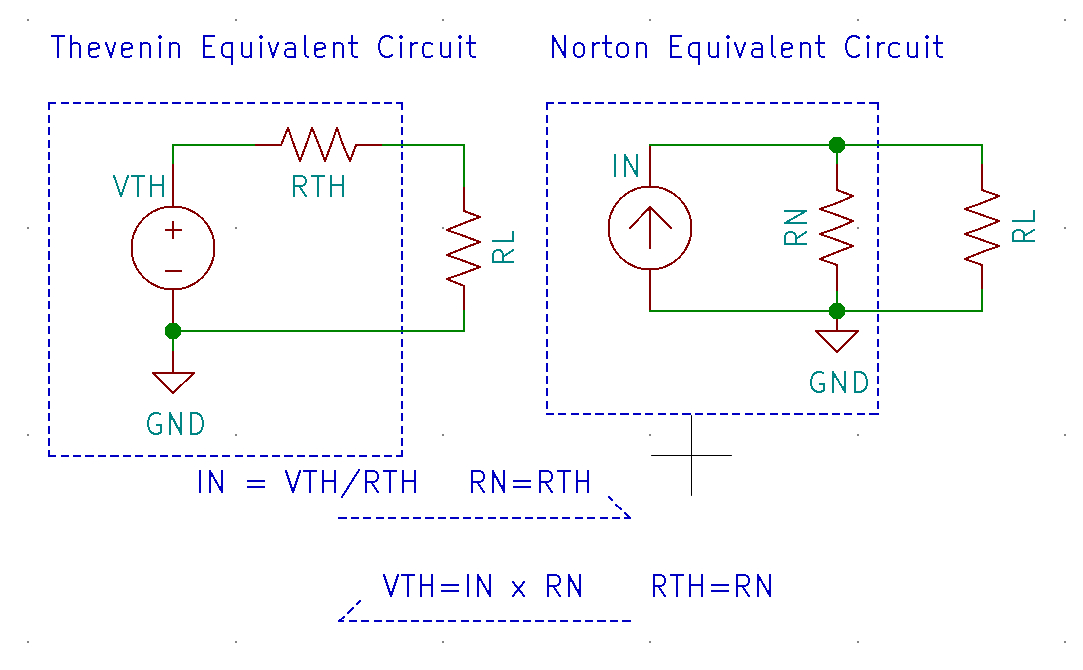 Thevenin Equivalent Circuit
Norton Equivalent Circuit
VTH
+
−
RTH
RL
GND
IN
RN
RL
GND
IN = VTH/RTH RN=RTH
VTH=IN x RN RTH=RN